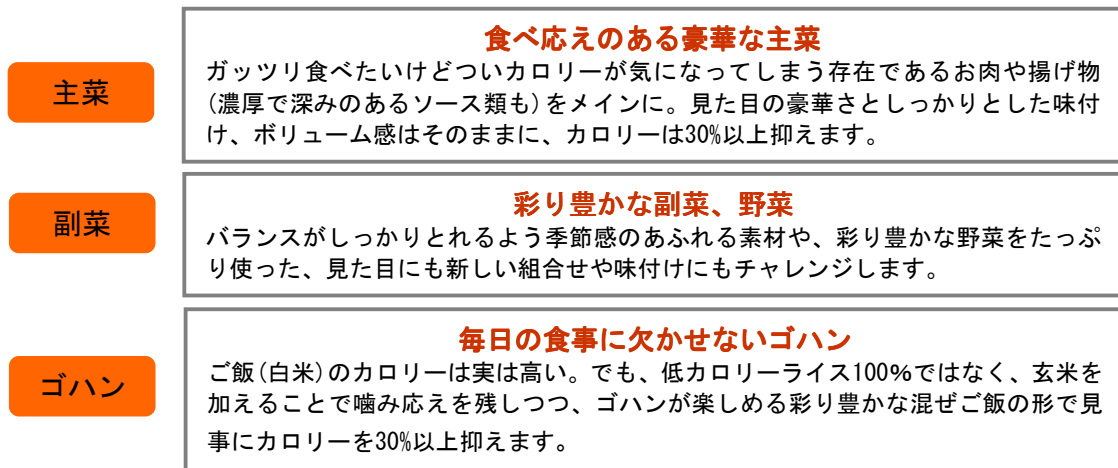 主菜
食べ応えのある豪華な主菜
ガッツリ食べたいけどついカロリーが気になってしまう存在であるお肉や揚げ物
(濃厚で深みのあるソース類も)をメインに。見た目の豪華さとしっかりとした味付
け、ボリューム感はそのままに、カロリーは30%以上抑えます。
副菜
彩り豊かな副菜、野菜
バランスがしっかりとれるよう季節感のあふれる素材や、彩り豊かな野菜をたっぷ
り使った、見た目にも新しい組合せや味付けにもチャレンジします。
ゴハン
毎日の食事に欠かせないゴハン
ご飯(白米)のカロリーは実は高い。でも、低カロリーライス100%ではなく、玄米を
加えることで噛み応えを残しつつ、ゴハンが楽しめる彩り豊かな混ぜご飯の形で見
事にカロリーを30%以上抑えます。